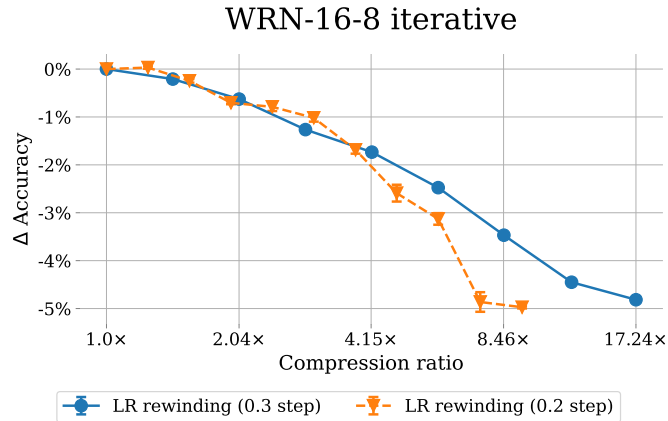 WRN-16-8 iterative
0%
-1%
-2%
-3%
-4%
-5%
Δ Accuracy
1.0× 2.04× 4.15× 8.46× 17.24×
Compression ratio
LR rewinding (0.3 step) LR rewinding (0.2 step)